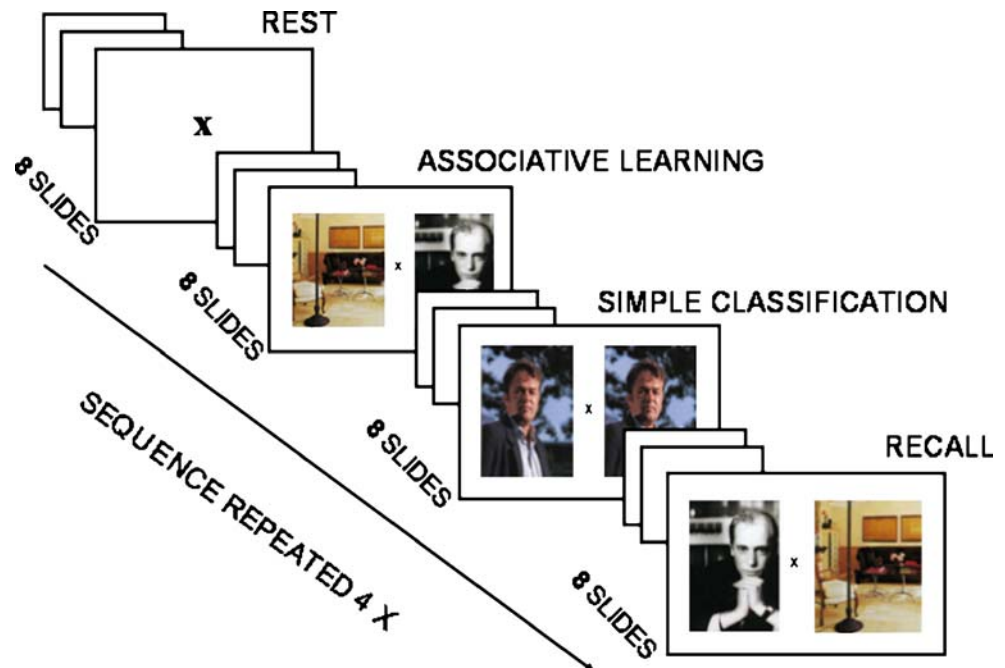 REST
X
8 SLIDES
ASSOCIATIVE LEARNING
x
8 SLIDES
SIMPLE CLASSIFICATION
x
8 SLIDES
RECALL
x
8 SLIDES
SEQUENCE REPEATED 4 X